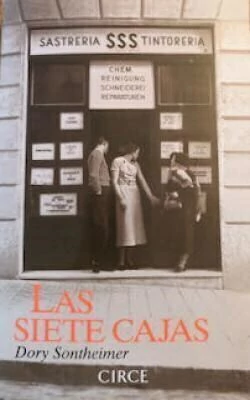 SASTRERIA SSS TINTORERIA
CHEM.
REINIGUNG
SCHNEIDEREI
REPARATUREN
LAS
SIETE CAJAS
Dory Sontheimer
CIRCE